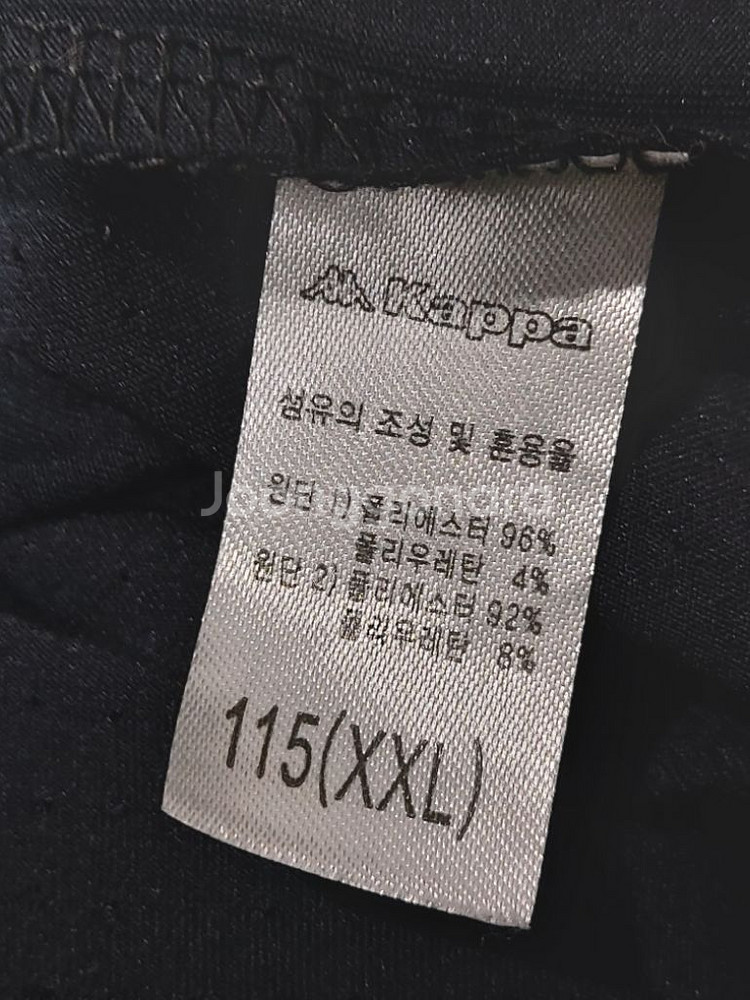 Kappa
섬유의 조성 및 혼용율
원단 1) 폴리에스터 96%
폴리우레탄 4%
원단 2) 폴리에스터 92%
폴리우레탄 8%
115(XXL)